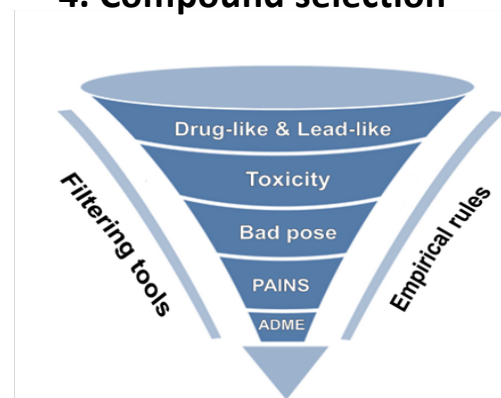 4. Compound selection
Drug-like & Lead-like
Toxicity
Bad pose
PAINS
ADME
Filtering tools
Empirical rules